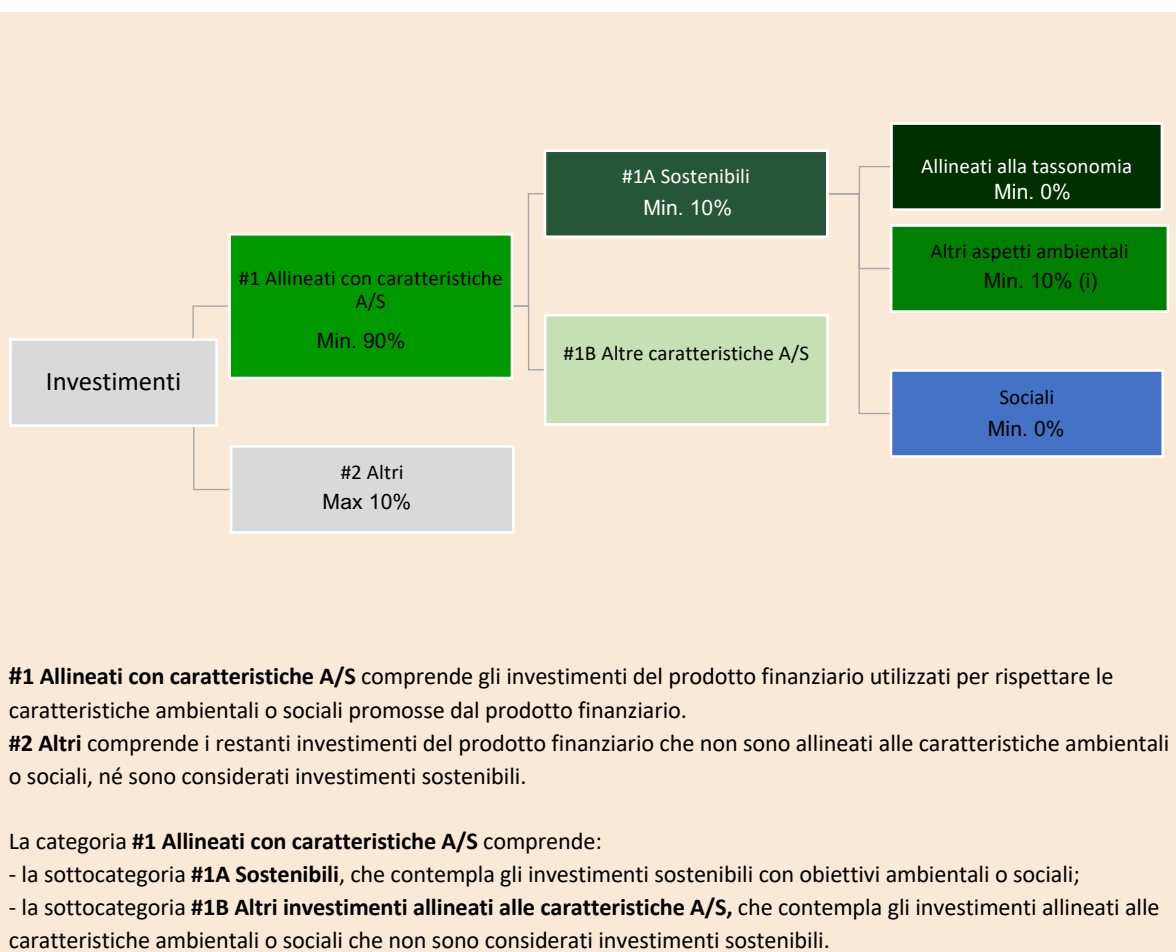 Investimenti
#1 Allineati con caratteristiche
A/S
Min. 90%
#2 Altri
Max 10%
#1A Sostenibili
Min. 10%
#1B Altre caratteristiche A/S
Allineati alla tassonomia
Min. 0%
Altri aspetti ambientali
Min. 10% (i)
Sociali
Min. 0%
#1 Allineati con caratteristiche A/S comprende gli investimenti del prodotto finanziario utilizzati per rispettare le
caratteristiche ambientali o sociali promosse dal prodotto finanziario.
#2 Altri comprende i restanti investimenti del prodotto finanziario che non sono allineati alle caratteristiche ambientali
o sociali, né sono considerati investimenti sostenibili.
La categoria #1 Allineati con caratteristiche A/S comprende:
- la sottocategoria #1A Sostenibili, che contempla gli investimenti sostenibili con obiettivi ambientali o sociali;
- la sottocategoria #1B Altri investimenti allineati alle caratteristiche A/S, che contempla gli investimenti allineati alle
caratteristiche ambientali o sociali che non sono considerati investimenti sostenibili.